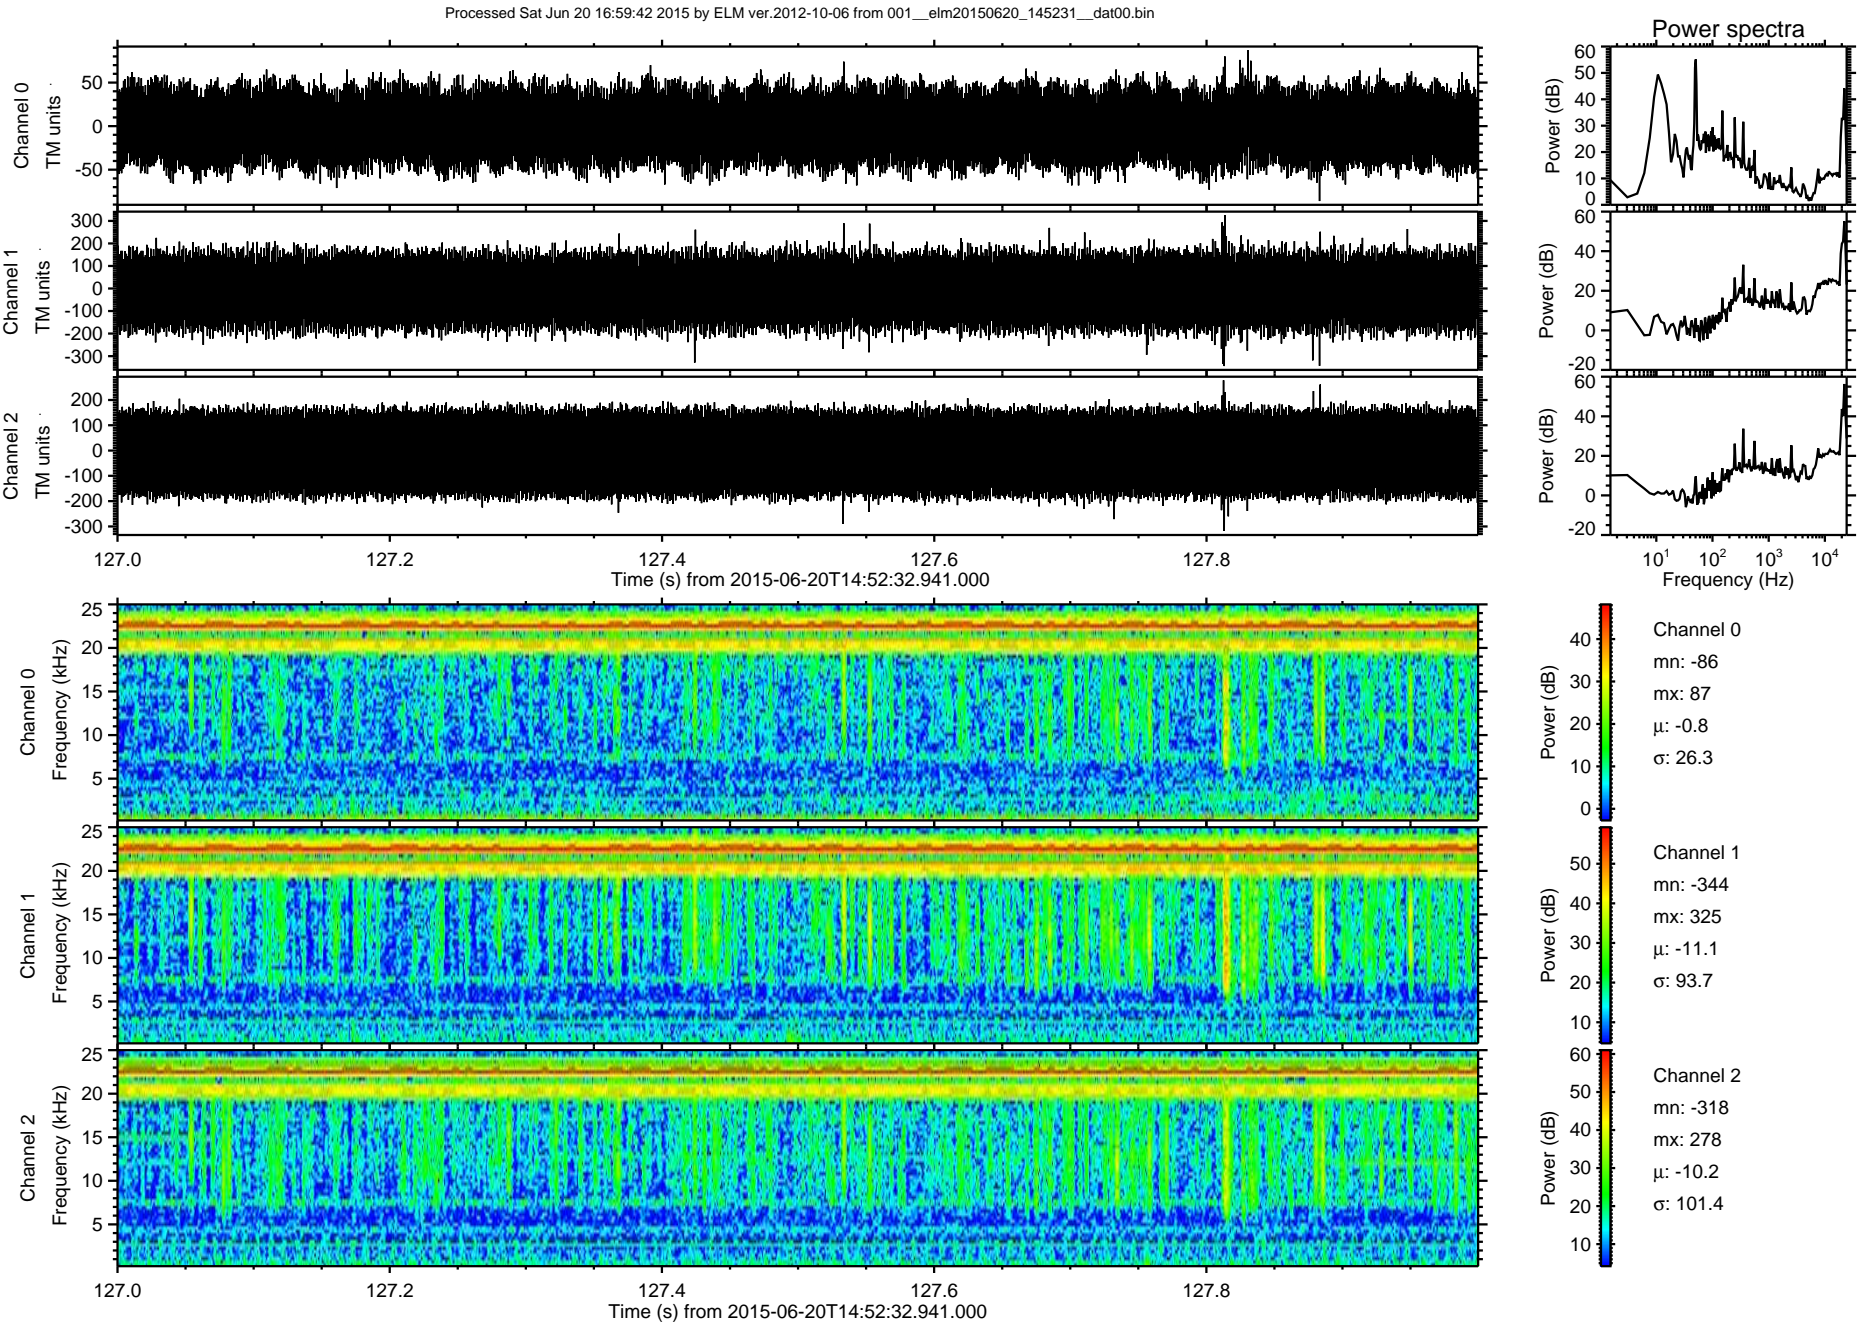 Processed Sat Jun 20 16:59:42 2015 by ELM ver.2012-10-06 from 001__elm20150620_145231__dat00.bin
Power spectra
Channel 0
TM units
50
0
-50
Power (dB)
60
50
40
30
20
10
0
Channel 1
TM units
300
200
100
0
-100
-200
-300
Power (dB)
60
40
20
0
-20
Channel 2
TM units
200
100
0
-100
-200
-300
Power (dB)
60
40
20
0
-20
127.0 127.2 127.4 127.6 127.8
Time (s) from 2015-06-20T14:52:32.941.000
10¹ 10² 10³ 10⁴
Frequency (Hz)
Channel 0
Frequency (kHz)
25
20
15
10
5
Power (dB)
40
30
20
10
0
Channel 0
mn: -86
mx: 87
μ: -0.8
σ: 26.3
Channel 1
Frequency (kHz)
25
20
15
10
5
Power (dB)
50
40
30
20
10
Channel 1
mn: -344
mx: 325
μ: -11.1
σ: 93.7
Channel 2
Frequency (kHz)
25
20
15
10
5
Power (dB)
60
50
40
30
20
10
Channel 2
mn: -318
mx: 278
μ: -10.2
σ: 101.4
127.0 127.2 127.4 127.6 127.8
Time (s) from 2015-06-20T14:52:32.941.000